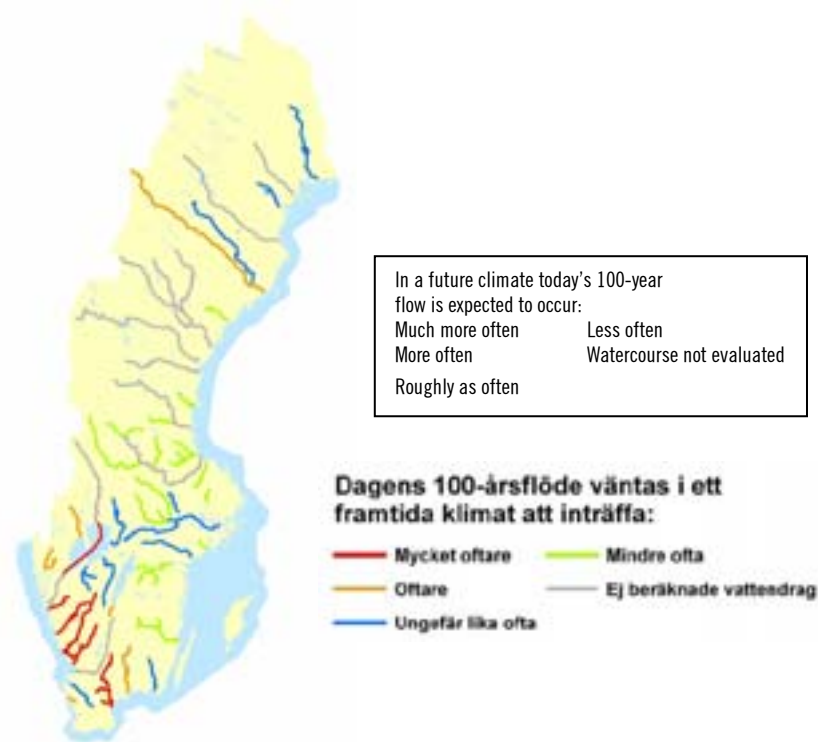 In a future climate today's 100-year
flow is expected to occur:
Much more often Less often
More often Watercourse not evaluated
Roughly as often
Dagens 100-årsflöde väntas i ett
framtida klimat att inträffa:
Mycket oftare Mindre ofta
Oftare Ej beräknade vattendrag
Ungefär lika ofta